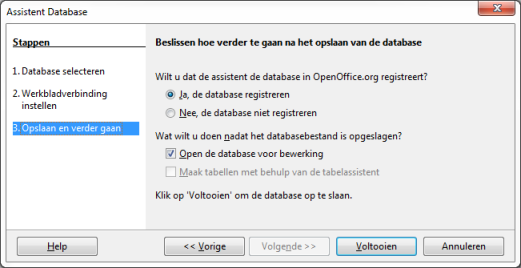 Assistent Database
Stappen
1. Database selecteren
2. Werkbladverbinding
instellen
3. Opslaan en verder gaan
Beslissen hoe verder te gaan na het opslaan van de database
Wilt u dat de assistent de database in OpenOffice.org registreert?
Ja, de database registreren
Nee, de database niet registreren
Wat wilt u doen nadat het databasebestand is opgeslagen?
Open de database voor bewerking
Maak tabellen met behulp van de tabelassistent
Klik op 'Voltooien' om de database op te slaan.
Help
<< Vorige
Volgende >>
Voltooien
Annuleren